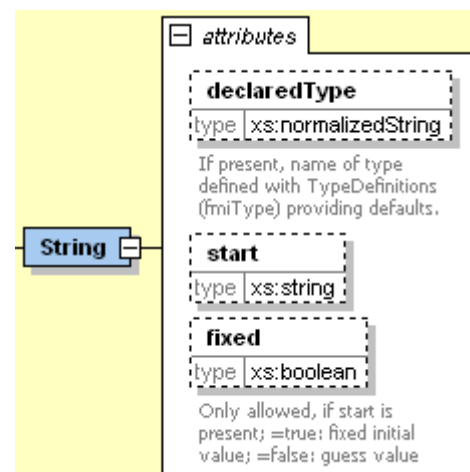 attributes
declaredType
type xs:normalizedString
If present, name of type
defined with TypeDefinitions
(fmiType) providing defaults.
String
start
type xs:string
fixed
type xs:boolean
Only allowed, if start is
present; =true: fixed initial
value; =false: guess value